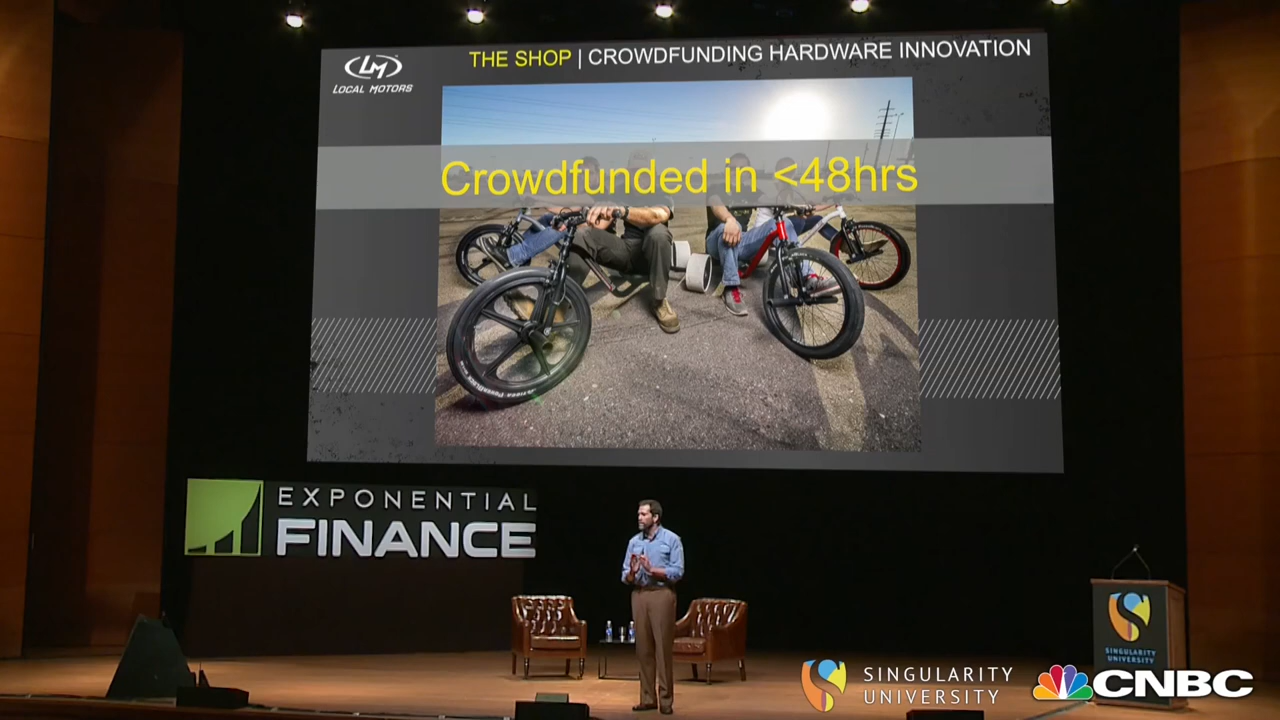 LM
LOCAL MOTORS
THE SHOP | CROWDFUNDING HARDWARE INNOVATION
Crowdfunded in <48hrs
EXPONENTIAL
FINANCE
SINGULARITY
UNIVERSITY
SINGULARITY
UNIVERSITY
CNBC